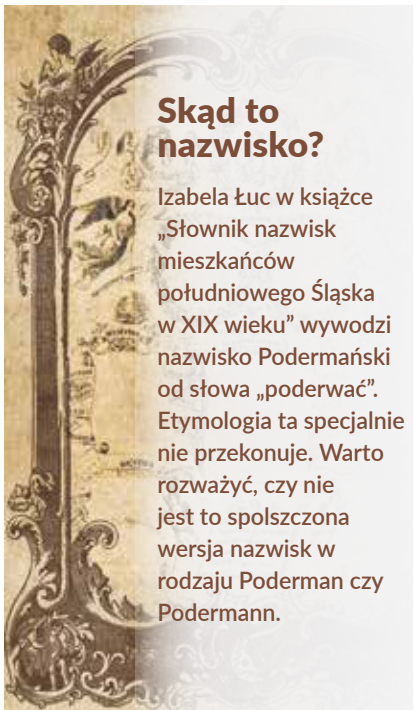 Skąd to
nazwisko?
Izabela Łuc w książce
„Słownik nazwisk
mieszkańców
południowego Śląska
w XIX wieku” wywodzi
nazwisko Podermański
od słowa „poderwać”.
Etymologia ta specjalnie
nie przekonuje. Warto
rozważyć, czy nie
jest to spolszczona
wersja nazwisk w
rodzaju Poderman czy
Podermann.